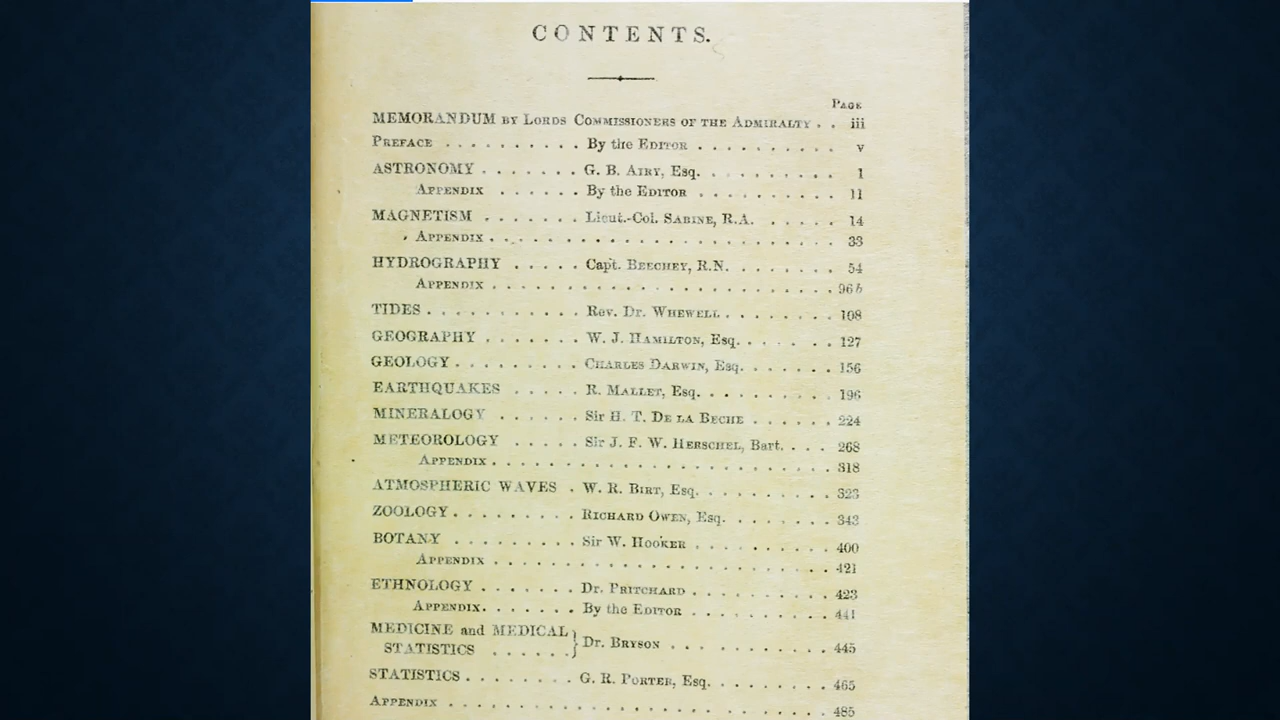 CONTENTS.
PAGE
MEMORANDUM BY LORDS COMMISSIONERS OF THE ADMIRALTY . . iii
PREFACE . . . . . . . . . . By the EDITOR . . . . . . . . . . v
ASTRONOMY . . . . . . . G. B. AIRY, Esq. . . . . . . . . . 1
APPENDIX . . . . . . By the EDITOR . . . . . . . . . . 11
MAGNETISM . . . . . . . Lieut.-Col. SABINE, R.A. . . . . . 14
APPENDIX . . . . . . . . . . . . . . . . . . . . . . 33
HYDROGRAPHY . . . . . Capt. BEECHEY, R.N. . . . . . . . 54
APPENDIX . . . . . . . . . . . . . . . . . . . . . . 96 b
TIDES . . . . . . . . . . . Rev. Dr. WHEWELL . . . . . . . . 108
GEOGRAPHY . . . . . . . W. J. HAMILTON, Esq. . . . . . . 127
GEOLOGY . . . . . . . . . CHARLES DARWIN, Esq. . . . . . . 156
EARTHQUAKES . . . . . . R. MALLET, Esq. . . . . . . . . . 196
MINERALOGY . . . . . . Sir H. T. DE LA BECHE . . . . . . 224
METEOROLOGY . . . . . Sir J. F. W. HERSCHEL, Bart. . . . 268
APPENDIX . . . . . . . . . . . . . . . . . . . . . . 318
ATMOSPHERIC WAVES . W. R. BIRT, Esq. . . . . . . . . . 323
ZOOLOGY . . . . . . . . . RICHARD OWEN, Esq. . . . . . . . 343
BOTANY . . . . . . . . . . Sir W. HOOKER . . . . . . . . . . 400
APPENDIX . . . . . . . . . . . . . . . . . . . . . . 421
ETHNOLOGY . . . . . . . Dr. PRITCHARD . . . . . . . . . . 423
APPENDIX. . . . . . . By the EDITOR . . . . . . . . . . 441
MEDICINE and MEDICAL
STATISTICS . . . . . . } Dr. BRYSON . . . . . . . . . . . 445
STATISTICS . . . . . . . . G. R. PORTER, Esq. . . . . . . . . 465
APPENDIX . . . . . . . . . . . . . . . . . . . . . . . . . 485